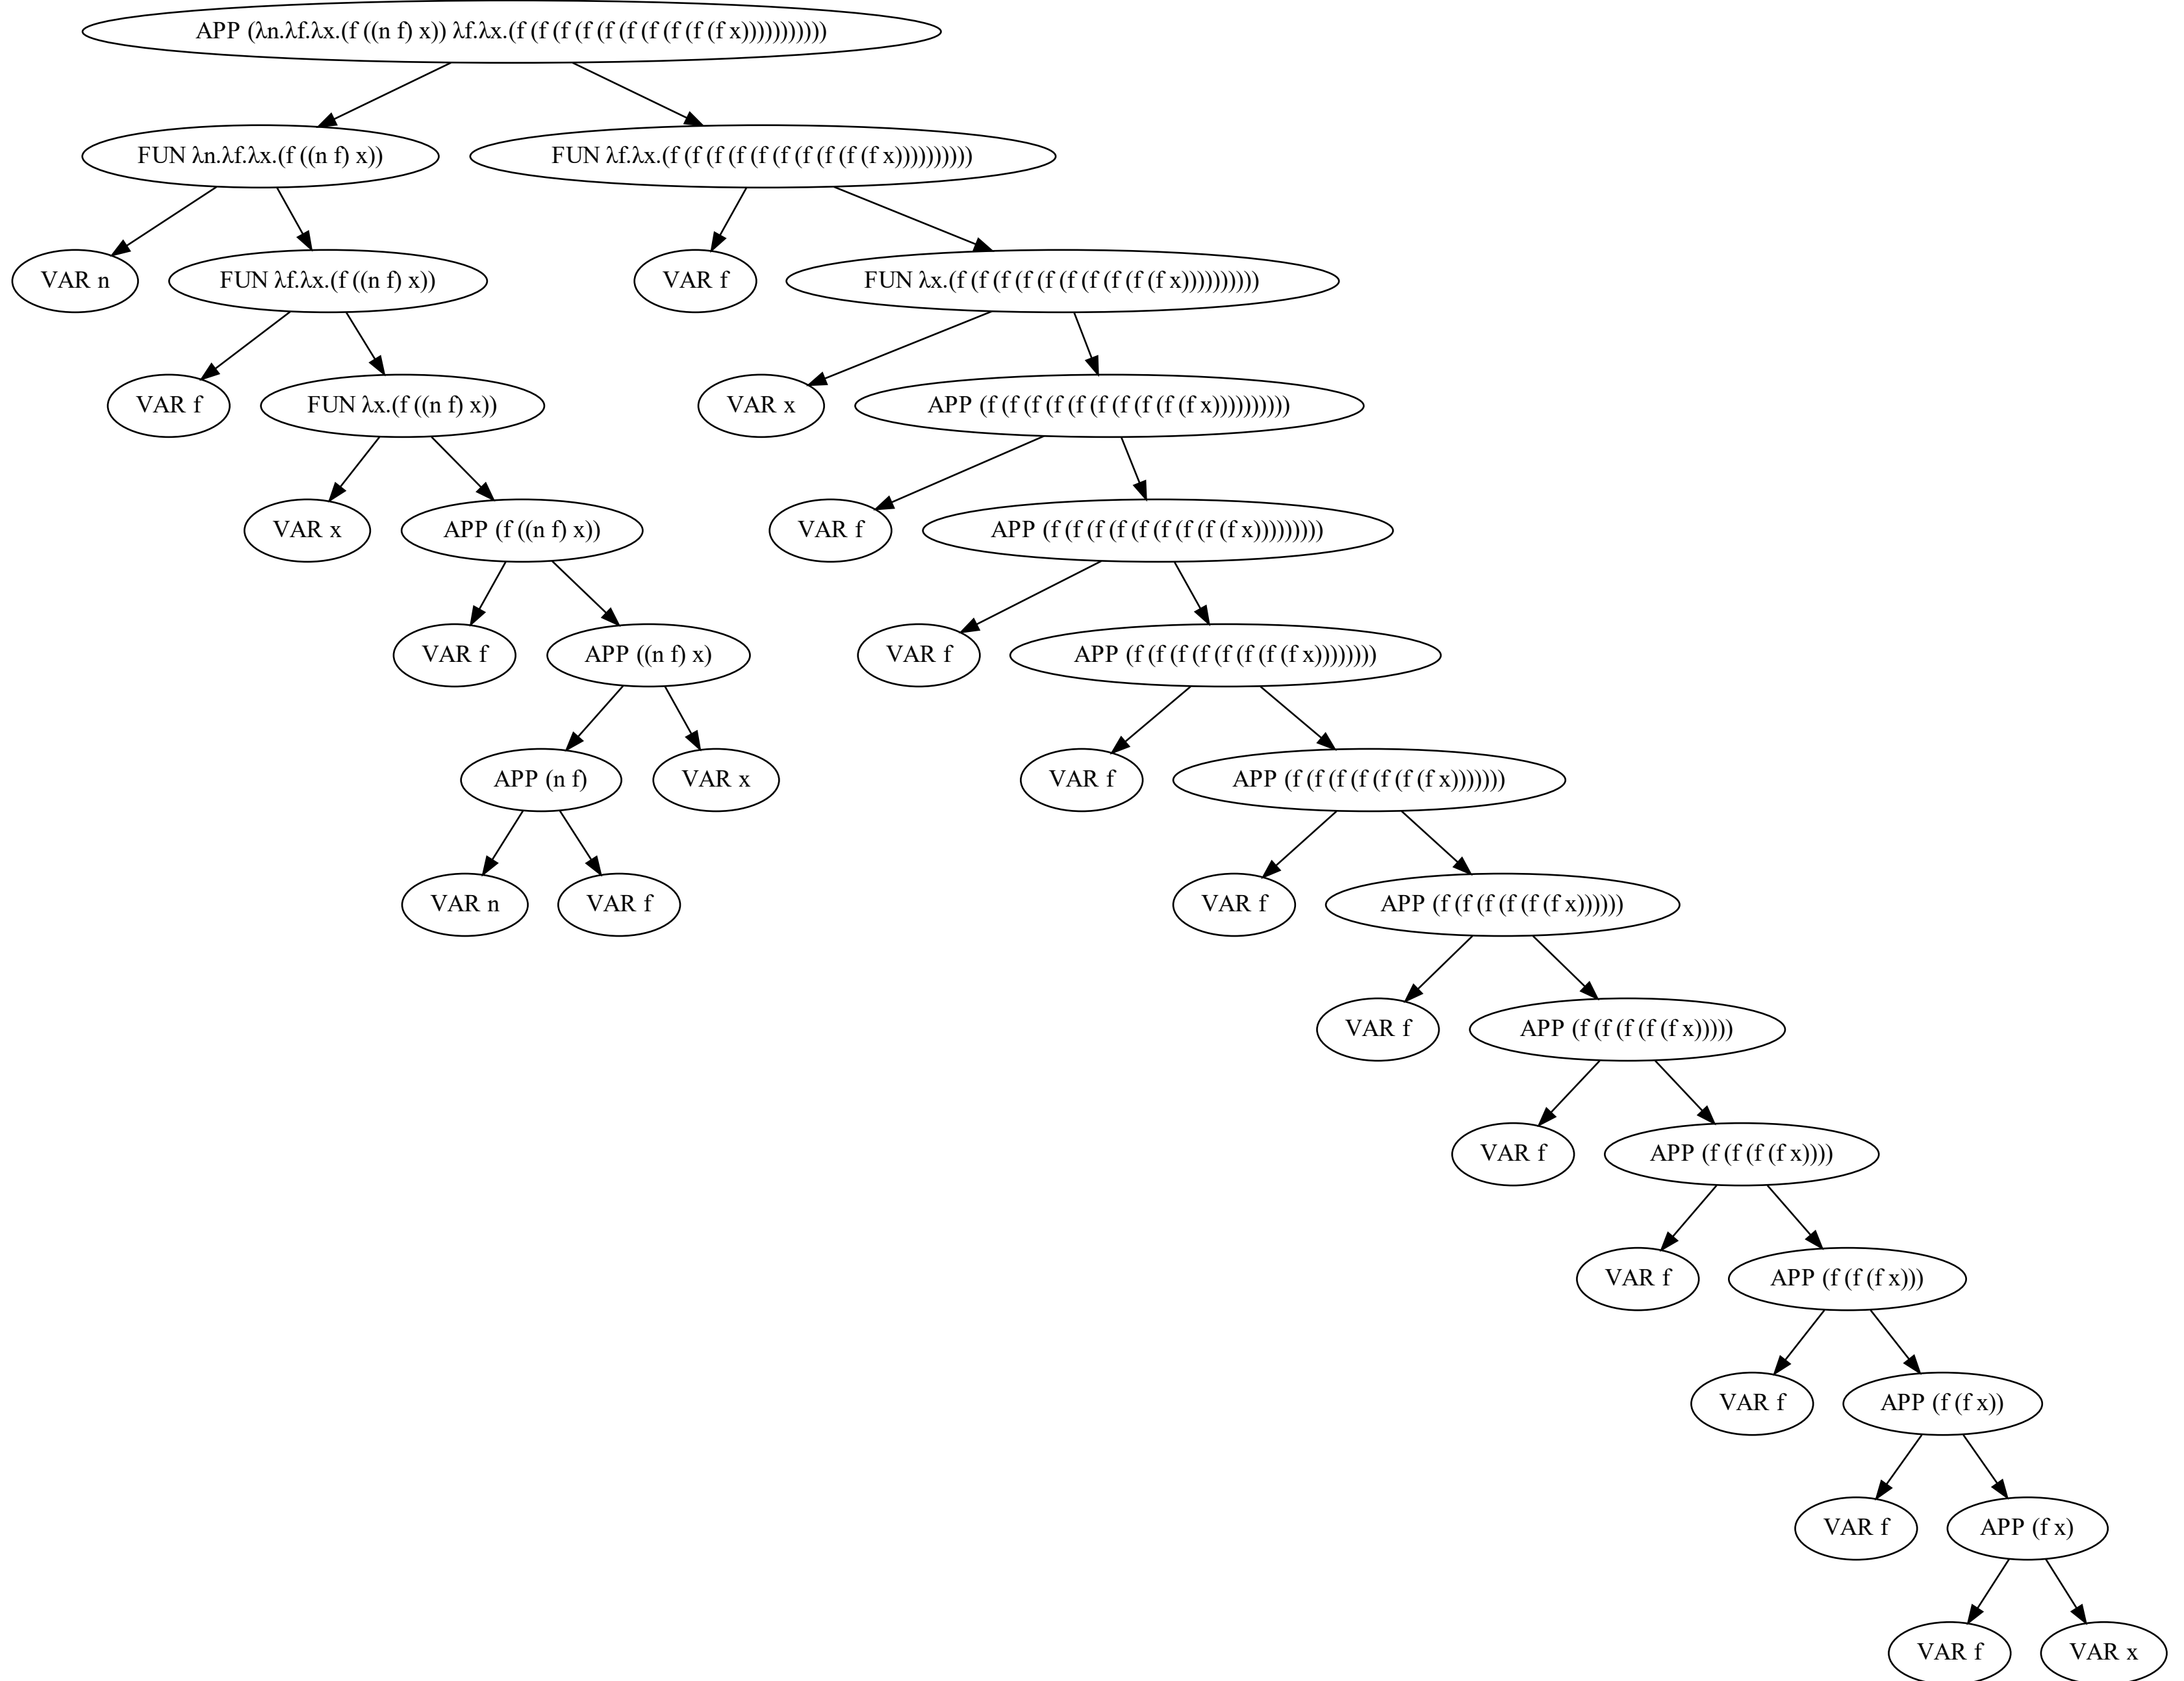 APP (λn.λf.λx.(f ((n f) x)) λf.λx.(f (f (f (f (f (f (f (f (f (f x)))))))))))
FUN λn.λf.λx.(f ((n f) x))
FUN λf.λx.(f (f (f (f (f (f (f (f (f (f x))))))))))
VAR n
FUN λf.λx.(f ((n f) x))
VAR f
FUN λx.(f (f (f (f (f (f (f (f (f (f x))))))))))
VAR f
FUN λx.(f ((n f) x))
VAR x
APP (f (f (f (f (f (f (f (f (f (f x))))))))))
VAR x
APP (f ((n f) x))
VAR f
APP (f (f (f (f (f (f (f (f (f x)))))))))
VAR f
APP ((n f) x)
VAR f
APP (f (f (f (f (f (f (f (f x))))))))
APP (n f)
VAR x
VAR f
APP (f (f (f (f (f (f (f x)))))))
VAR n
VAR f
VAR f
APP (f (f (f (f (f (f x))))))
VAR f
APP (f (f (f (f (f x)))))
VAR f
APP (f (f (f (f x))))
VAR f
APP (f (f (f x)))
VAR f
APP (f (f x))
VAR f
APP (f x)
VAR f
VAR x